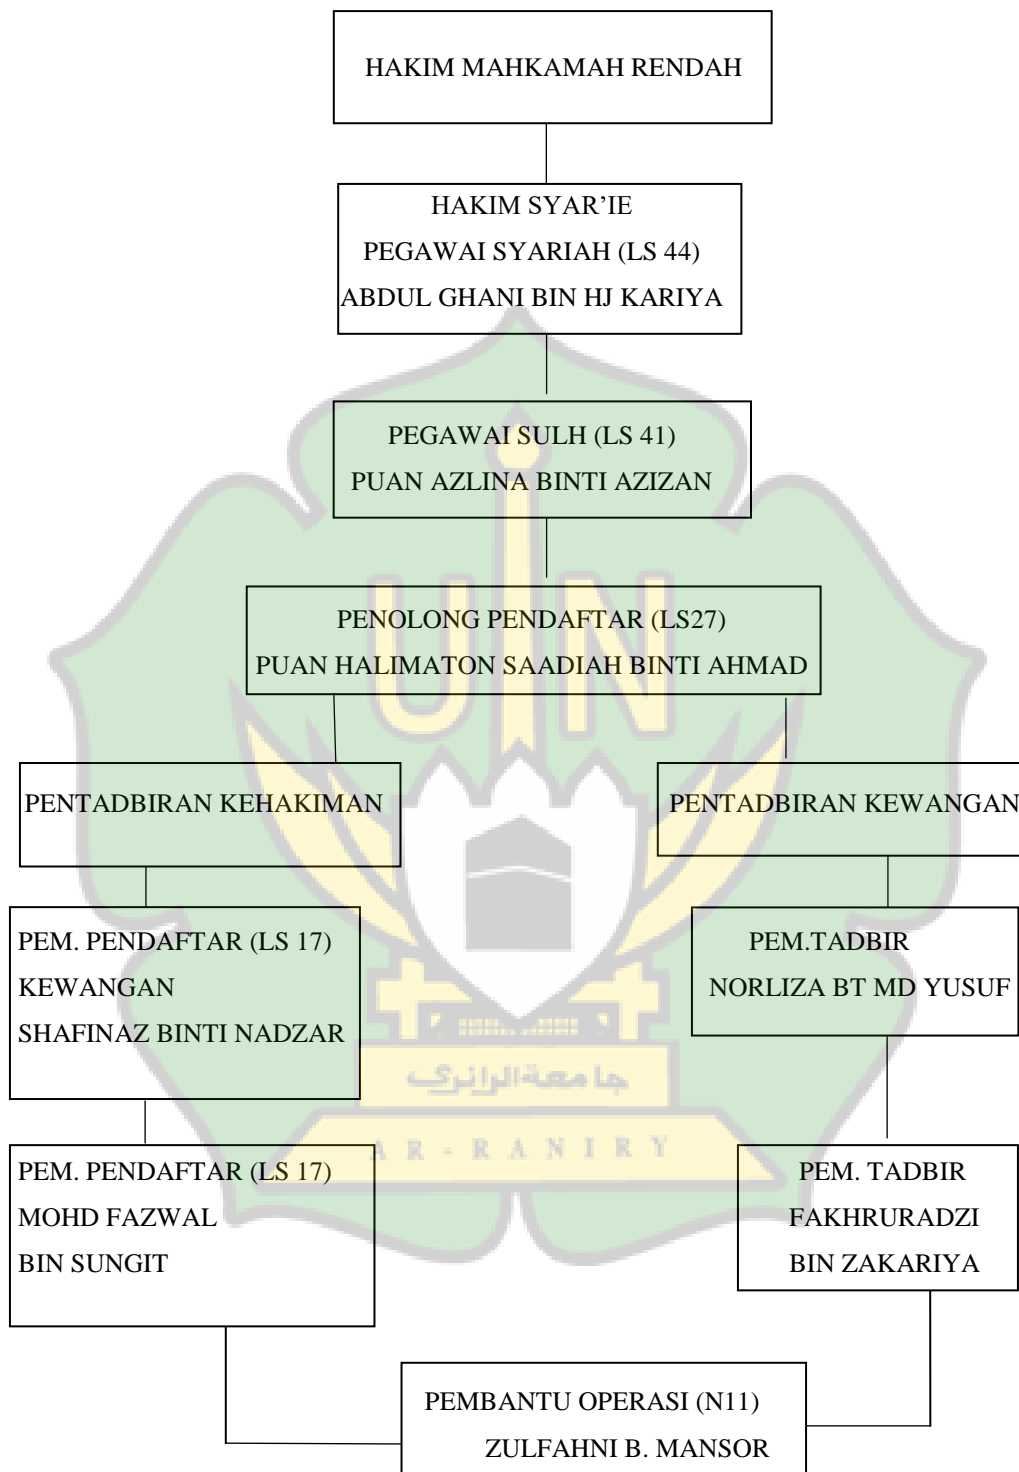 HAKIM MAHKAMAH RENDAH
HAKIM SYAR’IE
PEGAWAI SYARIAH (LS 44)
ABDUL GHANI BIN HJ KARIYA
PEGAWAI SULH (LS 41)
PUAN AZLINA BINTI AZIZAN
PENOLONG PENDAFTAR (LS27)
PUAN HALIMATON SAADIAH BINTI AHMAD
UIN
PENTADBIRAN KEHAKIMAN
PENTADBIRAN KEWANGAN
PEM. PENDAFTAR (LS 17)
KEWANGAN
SHAFINAZ BINTI NADZAR
PEM.TADBIR
NORLIZA BT MD YUSUF
جامعة الرانري
AR-RANIRY
PEM. PENDAFTAR (LS 17)
MOHD FAZWAL
BIN SUNGIT
PEM. TADBIR
FAKHRURADZI
BIN ZAKARIYA
PEMBANTU OPERASI (N11)
ZULFAHNI B. MANSOR